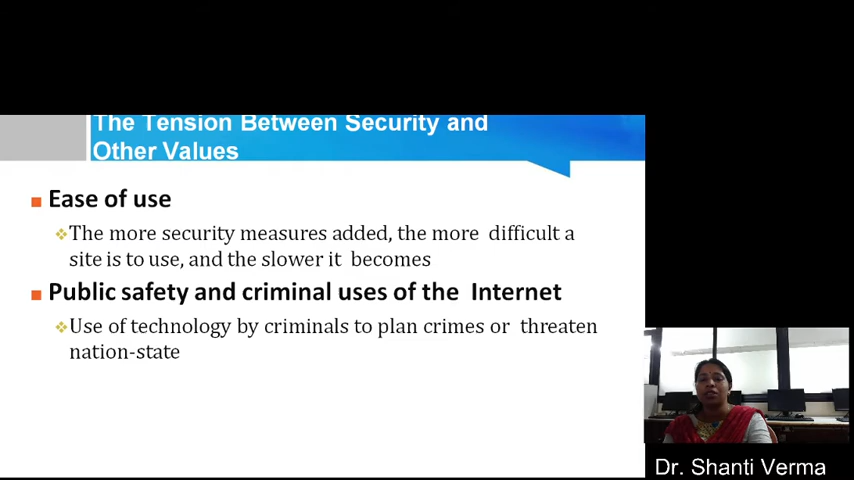 The Tension Between Security and
Other Values
Ease of use
The more security measures added, the more difficult a
site is to use, and the slower it becomes
Public safety and criminal uses of the Internet
Use of technology by criminals to plan crimes or threaten
nation-state
Dr. Shanti Verma